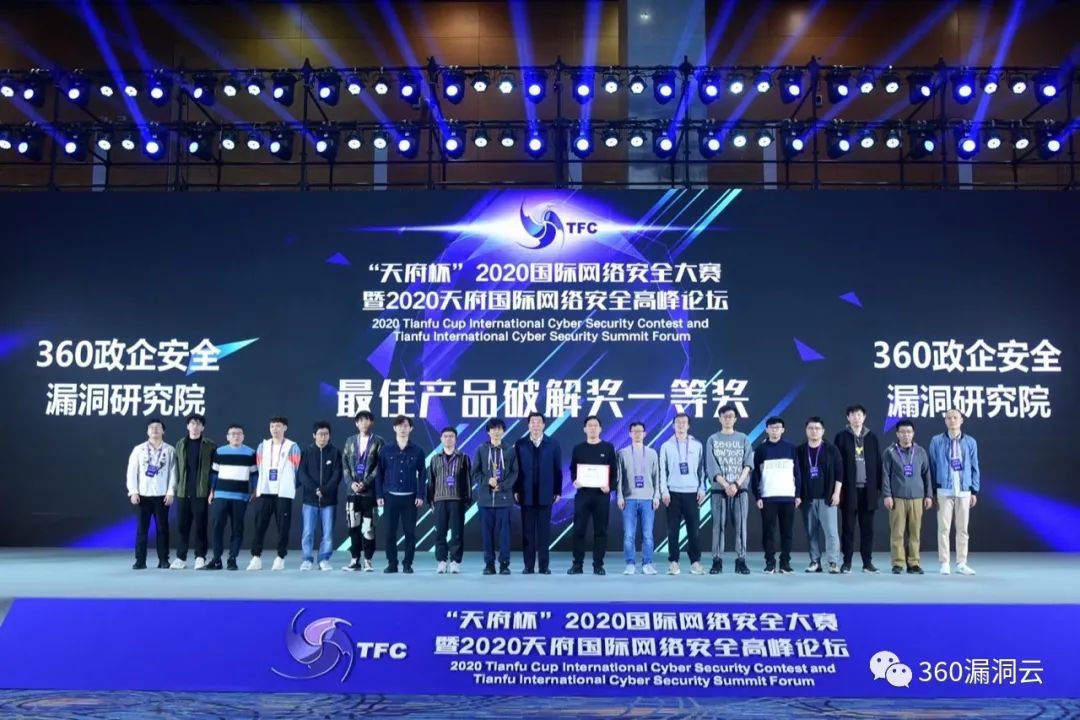 TFC
“天府杯”2020国际网络安全大赛
暨2020天府国际网络安全高峰论坛
2020 Tianfu Cup International Cyber Security Contest and
Tianfu International Cyber Security Summit Forum
360政企安全
漏洞研究院
最佳产品破解奖一等奖
360政企安全
漏洞研究院
TFC
“天府杯”2020国际网络安全大赛
暨2020天府国际网络安全高峰论坛
2020 Tianfu Cup International Cyber Security Contest and
Tianfu International Cyber Security Summit Forum
360漏洞云